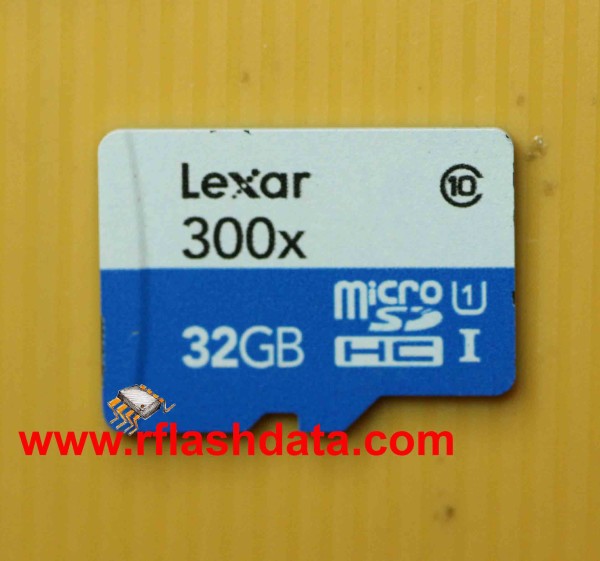 Lexar
10
300x
micro
SD U1
32GB HC I
www.rflashdata.com